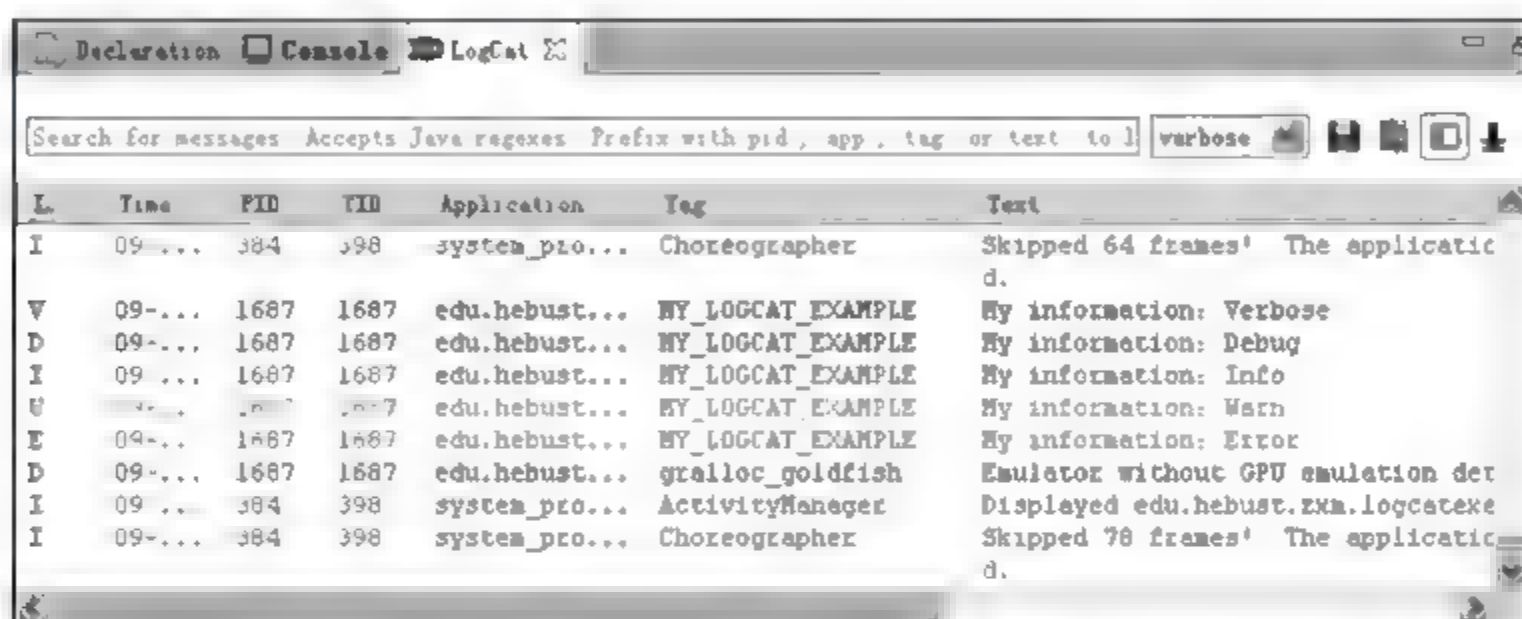 Declaration Console LogCat
Search for messages Accepts Java regexes Prefix with pid, app, tag or text to l verbose
L. Time PID TID Application Tag Text
I 09-... 384 398 system_pro... Choreographer Skipped 64 frames! The applicatio
d.
V 09-... 1687 1687 edu.hebust... MY_LOGCAT_EXAMPLE My information: Verbose
D 09-... 1687 1687 edu.hebust... MY_LOGCAT_EXAMPLE My information: Debug
I 09-... 1687 1687 edu.hebust... MY_LOGCAT_EXAMPLE My information: Info
W edu.hebust... MY_LOGCAT_EXAMPLE My information: Warn
E 09-... 1687 1687 edu.hebust... MY_LOGCAT_EXAMPLE My information: Error
D 09-... 1687 1687 edu.hebust... gralloc_goldfish Emulator without GPU emulation det
I 09-... 384 398 system_pro... ActivityManager Displayed edu.hebust.zxm.logcatexa
I 09-... 384 398 system_pro... Choreographer Skipped 78 frames! The applicatio
d.